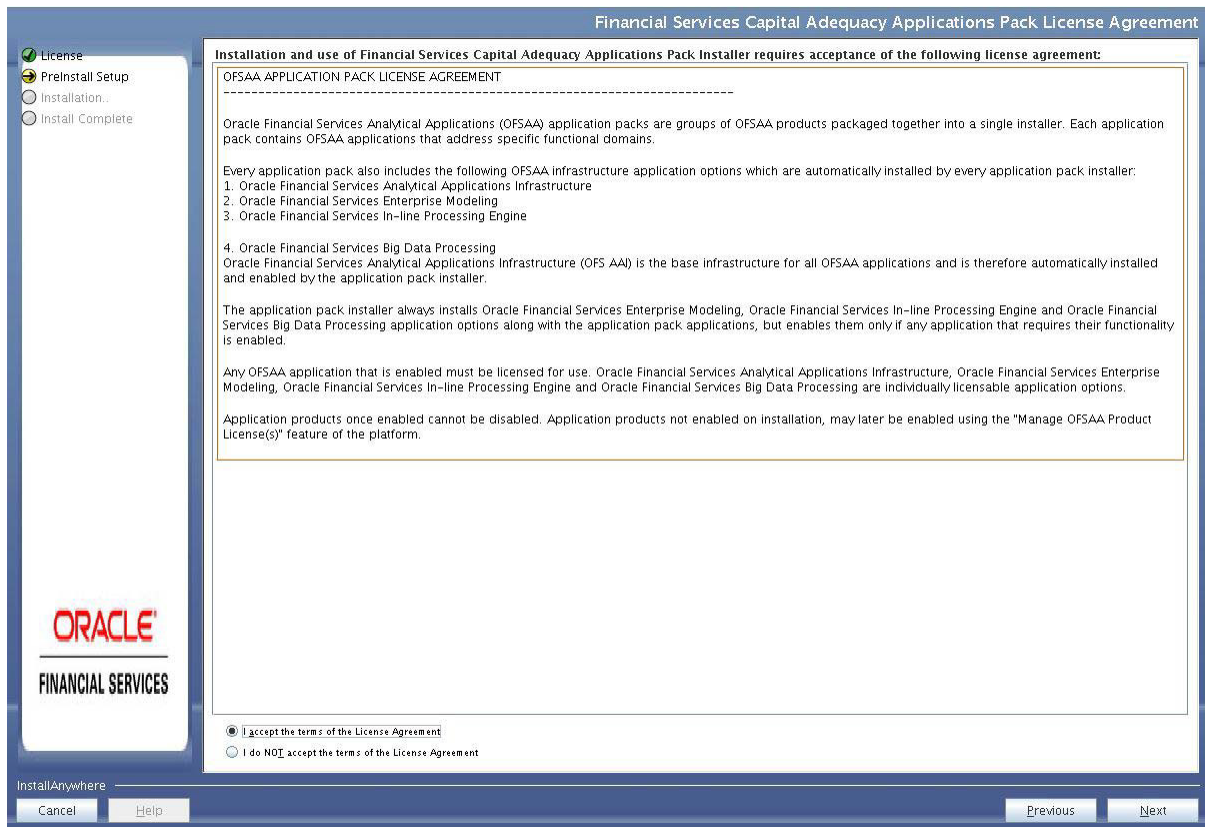 Financial Services Capital Adequacy Applications Pack License Agreement
License
PreInstall Setup
Installation..
Install Complete
Installation and use of Financial Services Capital Adequacy Applications Pack Installer requires acceptance of the following license agreement:
OFSAA APPLICATION PACK LICENSE AGREEMENT
-------------------------------------------------------------------------
Oracle Financial Services Analytical Applications (OFSAA) application packs are groups of OFSAA products packaged together into a single installer. Each application
pack contains OFSAA applications that address specific functional domains.
Every application pack also includes the following OFSAA infrastructure application options which are automatically installed by every application pack installer:
1. Oracle Financial Services Analytical Applications Infrastructure
2. Oracle Financial Services Enterprise Modeling
3. Oracle Financial Services In-line Processing Engine
4. Oracle Financial Services Big Data Processing
Oracle Financial Services Analytical Applications Infrastructure (OFS AAI) is the base infrastructure for all OFSAA applications and is therefore automatically installed
and enabled by the application pack installer.
The application pack installer always installs Oracle Financial Services Enterprise Modeling, Oracle Financial Services In-line Processing Engine and Oracle Financial
Services Big Data Processing application options along with the application pack applications, but enables them only if any application that requires their functionality
is enabled.
Any OFSAA application that is enabled must be licensed for use. Oracle Financial Services Analytical Applications Infrastructure, Oracle Financial Services Enterprise
Modeling, Oracle Financial Services In-line Processing Engine and Oracle Financial Services Big Data Processing are individually licensable application options.
Application products once enabled cannot be disabled. Application products not enabled on installation, may later be enabled using the "Manage OFSAA Product
License(s)" feature of the platform.
ORACLE
FINANCIAL SERVICES
I accept the terms of the License Agreement
I do NOT accept the terms of the License Agreement
InstallAnywhere
Cancel
Help
Previous
Next